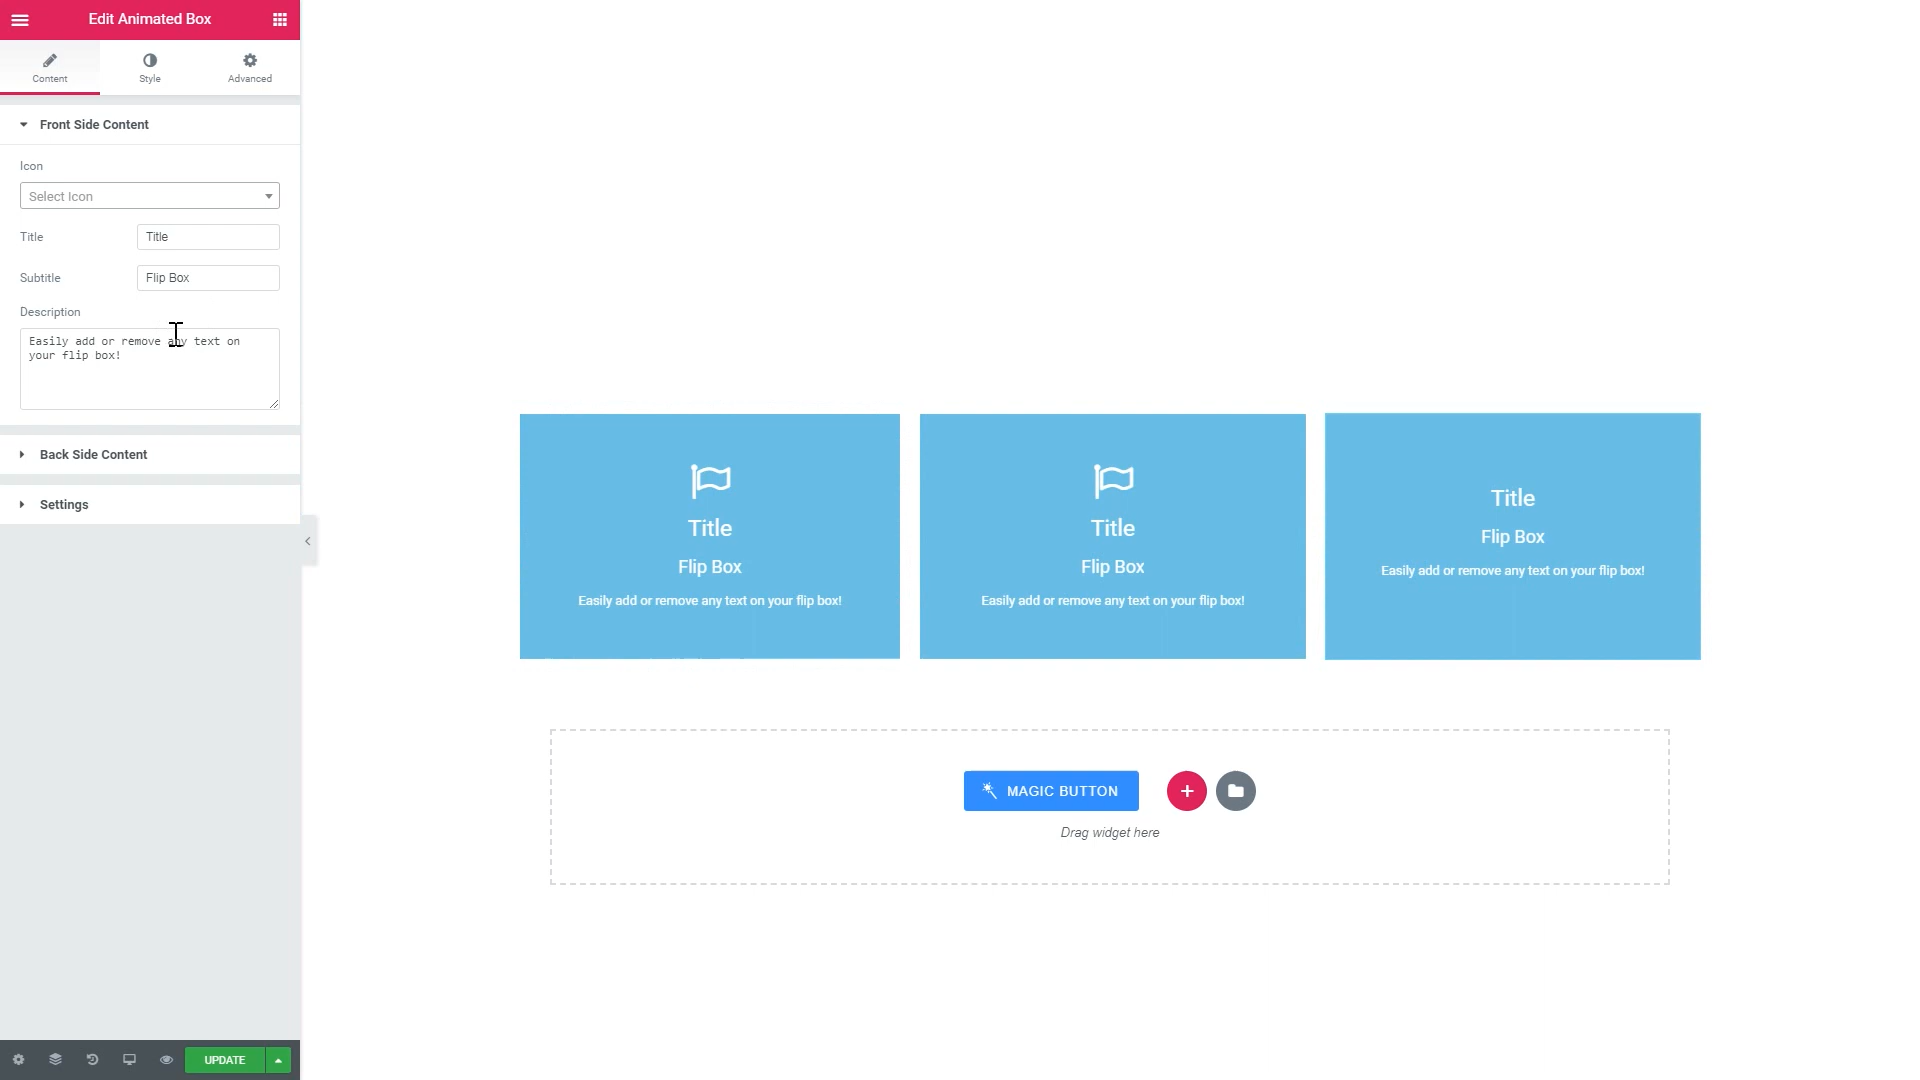 Edit Animated Box
Content
Style
Advanced
Front Side Content
Icon
Select Icon
Title
Title
Subtitle
Flip Box
Description
Easily add or remove any text on
your flip box!
Back Side Content
Settings
UPDATE
Title
Flip Box
Easily add or remove any text on your flip box!
Title
Flip Box
Easily add or remove any text on your flip box!
Title
Flip Box
Easily add or remove any text on your flip box!
MAGIC BUTTON
Drag widget here